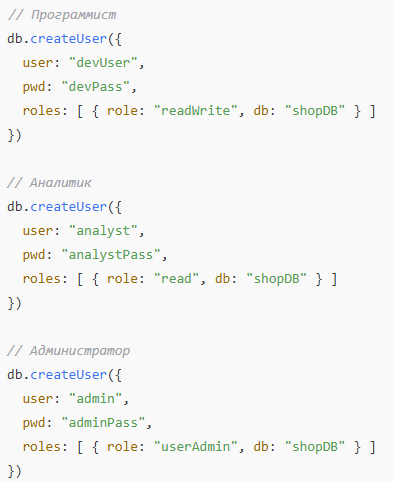 // Программист
db.createUser({
  user: "devUser",
  pwd: "devPass",
  roles: [ { role: "readWrite", db: "shopDB" } ]
})

// Аналитик
db.createUser({
  user: "analyst",
  pwd: "analystPass",
  roles: [ { role: "read", db: "shopDB" } ]
})

// Администратор
db.createUser({
  user: "admin",
  pwd: "adminPass",
  roles: [ { role: "userAdmin", db: "shopDB" } ]
})